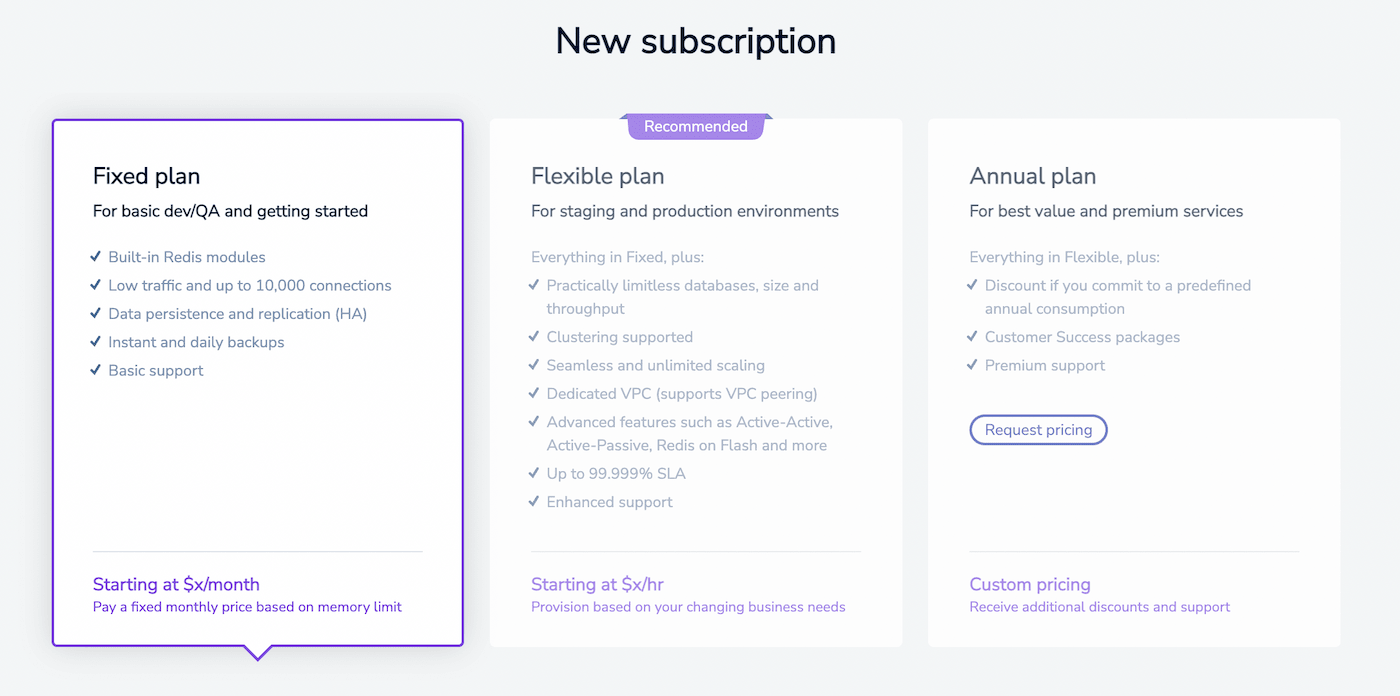 New subscription
Fixed plan
For basic dev/QA and getting started
Built-in Redis modules
Low traffic and up to 10,000 connections
Data persistence and replication (HA)
Instant and daily backups
Basic support
Starting at $x/month
Pay a fixed monthly price based on memory limit
Recommended
Flexible plan
For staging and production environments
Everything in Fixed, plus:
Practically limitless databases, size and
throughput
Clustering supported
Seamless and unlimited scaling
Dedicated VPC (supports VPC peering)
Advanced features such as Active-Active,
Active-Passive, Redis on Flash and more
Up to 99.999% SLA
Enhanced support
Starting at $x/hr
Provision based on your changing business needs
Annual plan
For best value and premium services
Everything in Flexible, plus:
Discount if you commit to a predefined
annual consumption
Customer Success packages
Premium support
Request pricing
Custom pricing
Receive additional discounts and support